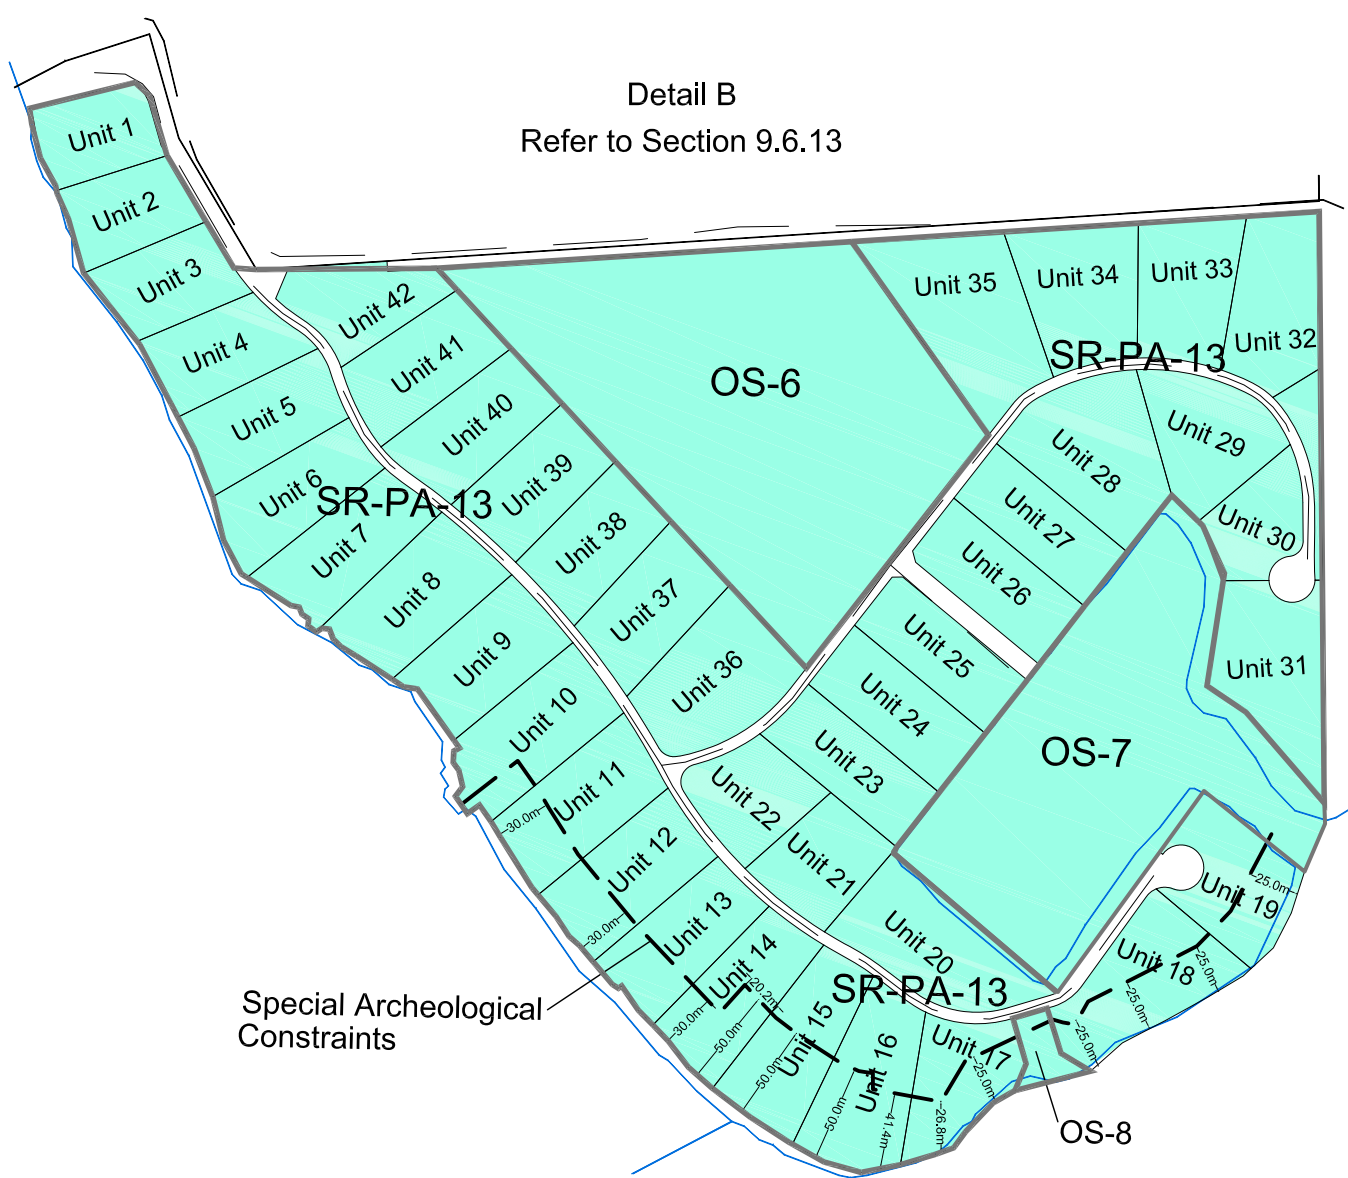 Detail B
Refer to Section 9.6.13
Unit 1
Unit 2
Unit 3
Unit 4
Unit 5
Unit 6
Unit 7
Unit 8
Unit 9
Unit 10
Unit 11
Unit 12
Unit 13
Unit 14
Unit 15
Unit 16
Unit 17
Unit 18
Unit 19
Unit 20
Unit 21
Unit 22
Unit 23
Unit 24
Unit 25
Unit 26
Unit 27
Unit 28
Unit 29
Unit 30
Unit 31
Unit 32
Unit 33
Unit 34
Unit 35
Unit 36
Unit 37
Unit 38
Unit 39
Unit 40
Unit 41
Unit 42
OS-6
OS-7
OS-8
SR-PA-13
SR-PA-13
SR-PA-13
Special Archeological
Constraints
30.0m
30.0m
30.0m
50.0m
20.2m
50.0m
50.0m
41.4m
26.8m
25.0m
25.0m
25.0m
25.0m
25.0m